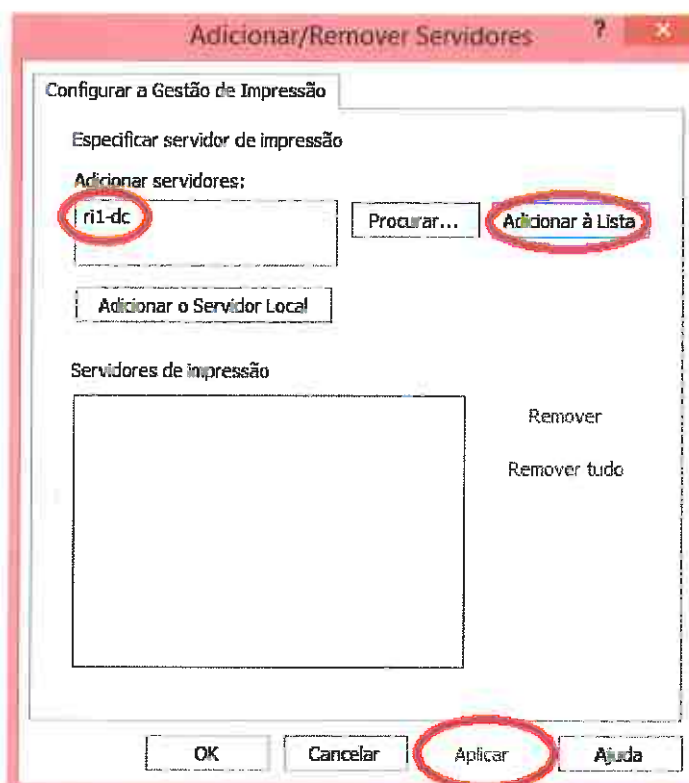 Adicionar/Remover Servidores ?
Configurar a Gestão de Impressão
Especificar servidor de impressão
Adicionar servidores:
ri1-dc
Procurar... Adicionar à Lista
Adicionar o Servidor Local
Servidores de impressão
Remover
Remover tudo
OK Cancelar Aplicar Ajuda